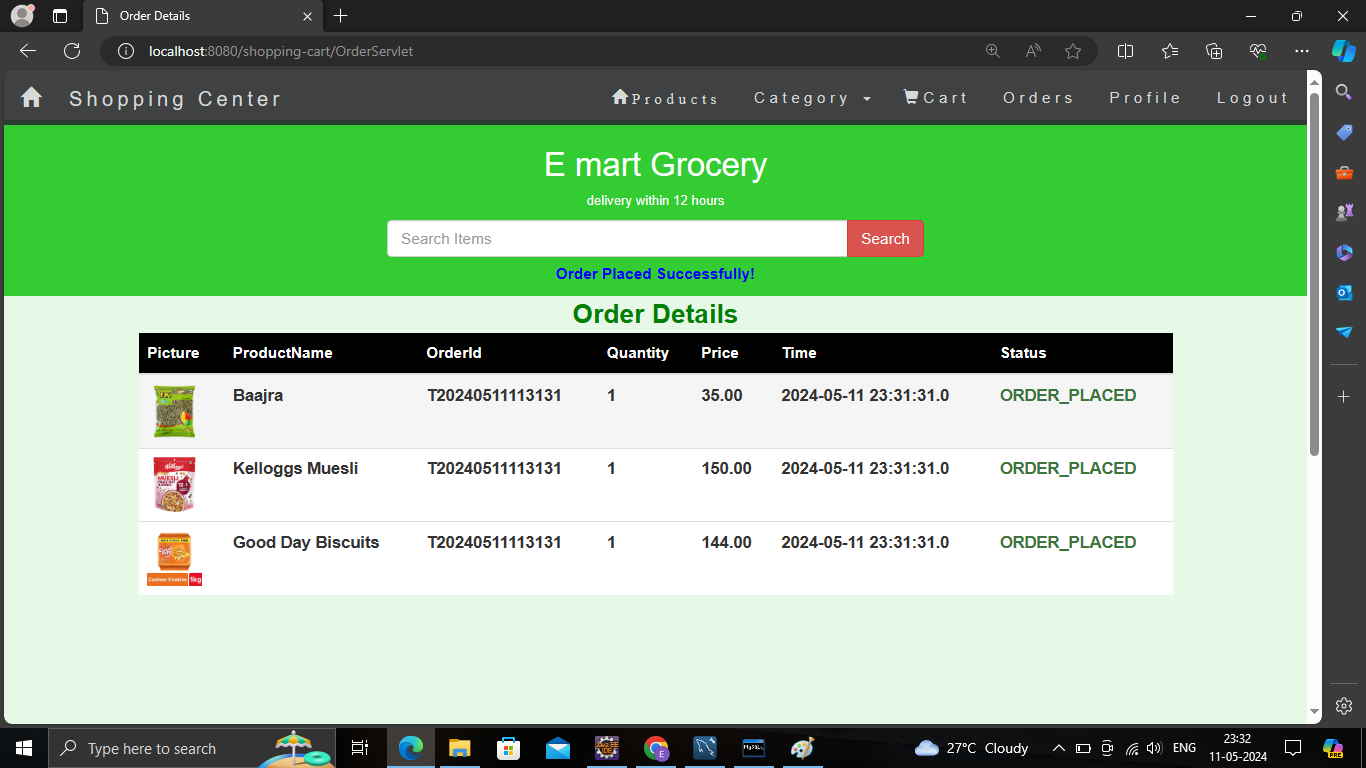 Order Details
localhost:8080/shopping-cart/OrderServlet
Shopping Center
Products
Category
Cart
Orders
Profile
Logout
E mart Grocery
delivery within 12 hours
Search Items
Search
Order Placed Successfully!
Order Details
Picture ProductName OrderId Quantity Price Time Status
Baajra T20240511113131 1 35.00 2024-05-11 23:31:31.0 ORDER_PLACED
Kelloggs Muesli T20240511113131 1 150.00 2024-05-11 23:31:31.0 ORDER_PLACED
MUESLI
Good Day Biscuits T20240511113131 1 144.00 2024-05-11 23:31:31.0 ORDER_PLACED
Cashew Cookies 1kg
Type here to search
27°C Cloudy
ENG
23:32
11-05-2024